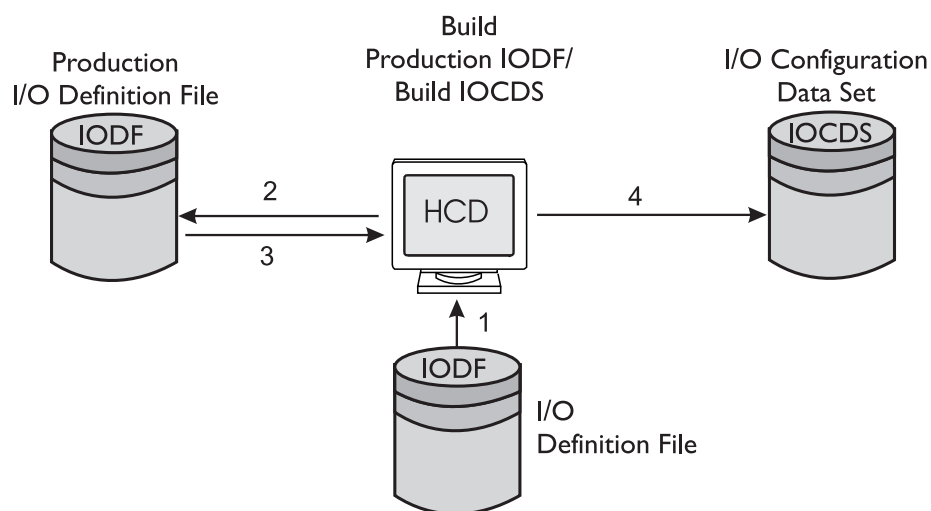 Build
Production IODF/
Build IOCDS
Production
I/O Definition File
IODF
I/O Configuration
Data Set
IOCDS
2
HCD
4
3
1
IODF
I/O
Definition File